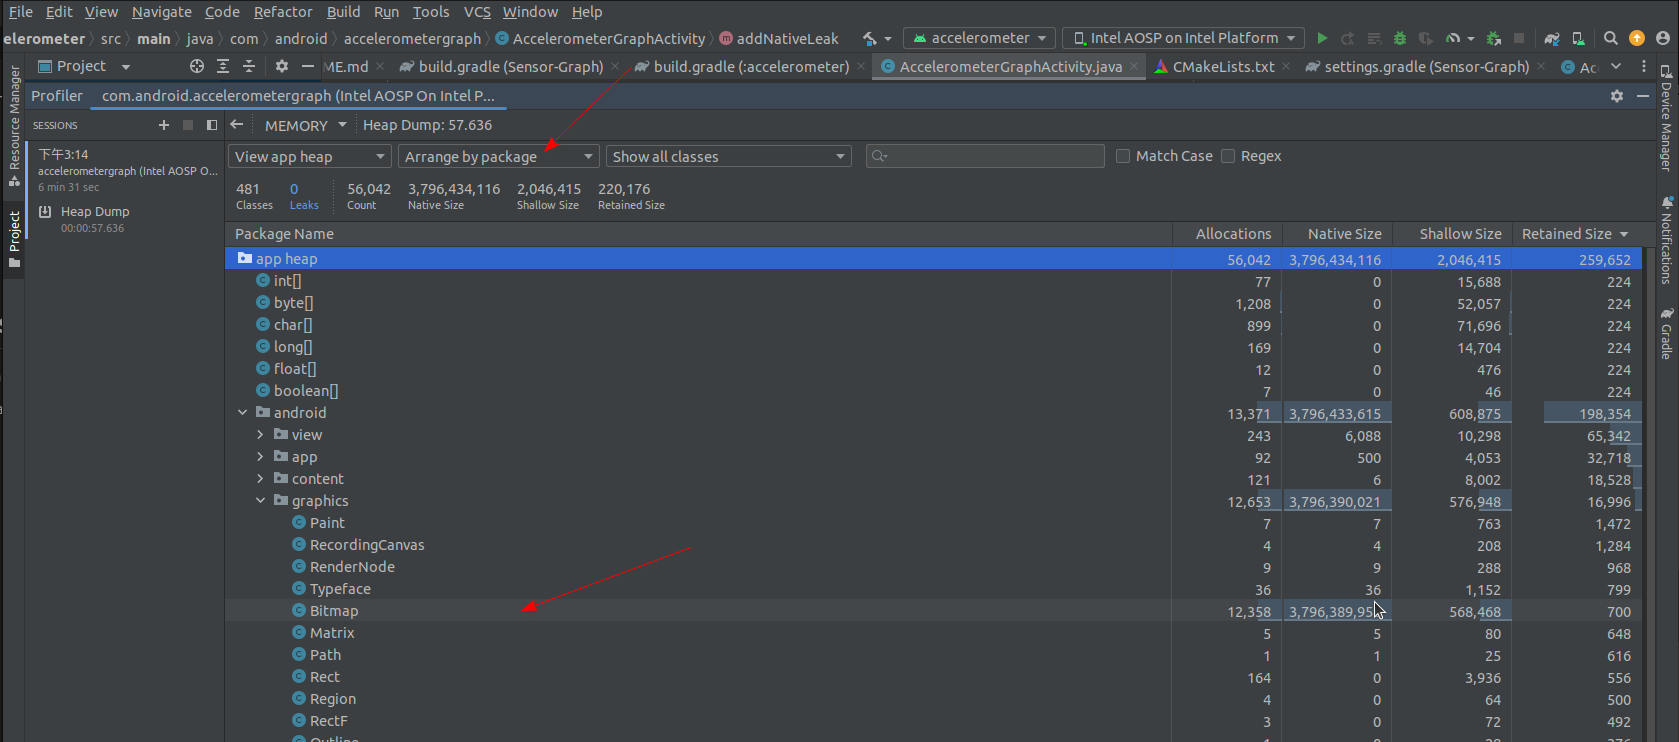 File Edit View Navigate Code Refactor Build Run Tools VCS Window Help
elerometer src main java com android accelerometergraph AccelerometerGraphActivity addNativeLeak accelerometer Intel AOSP on Intel Platform
Project ME.md build.gradle (Sensor-Graph) build.gradle (:accelerometer) AccelerometerGraphActivity.java CMakeLists.txt settings.gradle (Sensor-Graph) Ac
Profiler com.android.accelerometergraph (Intel AOSP On Intel P...
SESSIONS MEMORY Heap Dump: 57.636
下午3:14
accelerometergraph (Intel AOSP O...
6 min 31 sec
Heap Dump
00:00:57.636
View app heap Arrange by package Show all classes Match Case Regex
481 0 56,042 3,796,434,116 2,046,415 220,176
Classes Leaks Count Native Size Shallow Size Retained Size
Package Name Allocations Native Size Shallow Size Retained Size
app heap 56,042 3,796,434,116 2,046,415 259,652
int[] 77 0 15,688 224
byte[] 1,208 0 52,057 224
char[] 899 0 71,696 224
long[] 169 0 14,704 224
float[] 12 0 476 224
boolean[] 7 0 46 224
android 13,371 3,796,433,615 608,875 198,354
view 243 6,088 10,298 65,342
app 92 500 4,053 32,718
content 121 6 8,002 18,528
graphics 12,653 3,796,390,021 576,948 16,996
Paint 7 7 763 1,472
RecordingCanvas 4 4 208 1,284
RenderNode 9 9 288 968
Typeface 36 36 1,152 799
Bitmap 12,358 568,468 700
Matrix 5 5 80 648
Path 1 1 25 616
Rect 164 0 3,936 556
Region 4 0 64 500
RectF 3 0 72 492
Resource Manager
Project
Device Manager
Notifications
Gradle